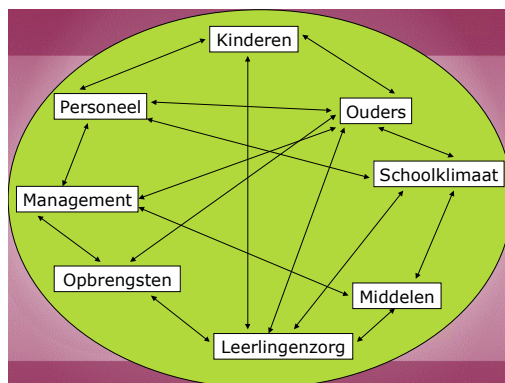 Kinderen
Personeel
Ouders
Schoolklimaat
Management
Opbrengsten
Middelen
Leerlingenzorg